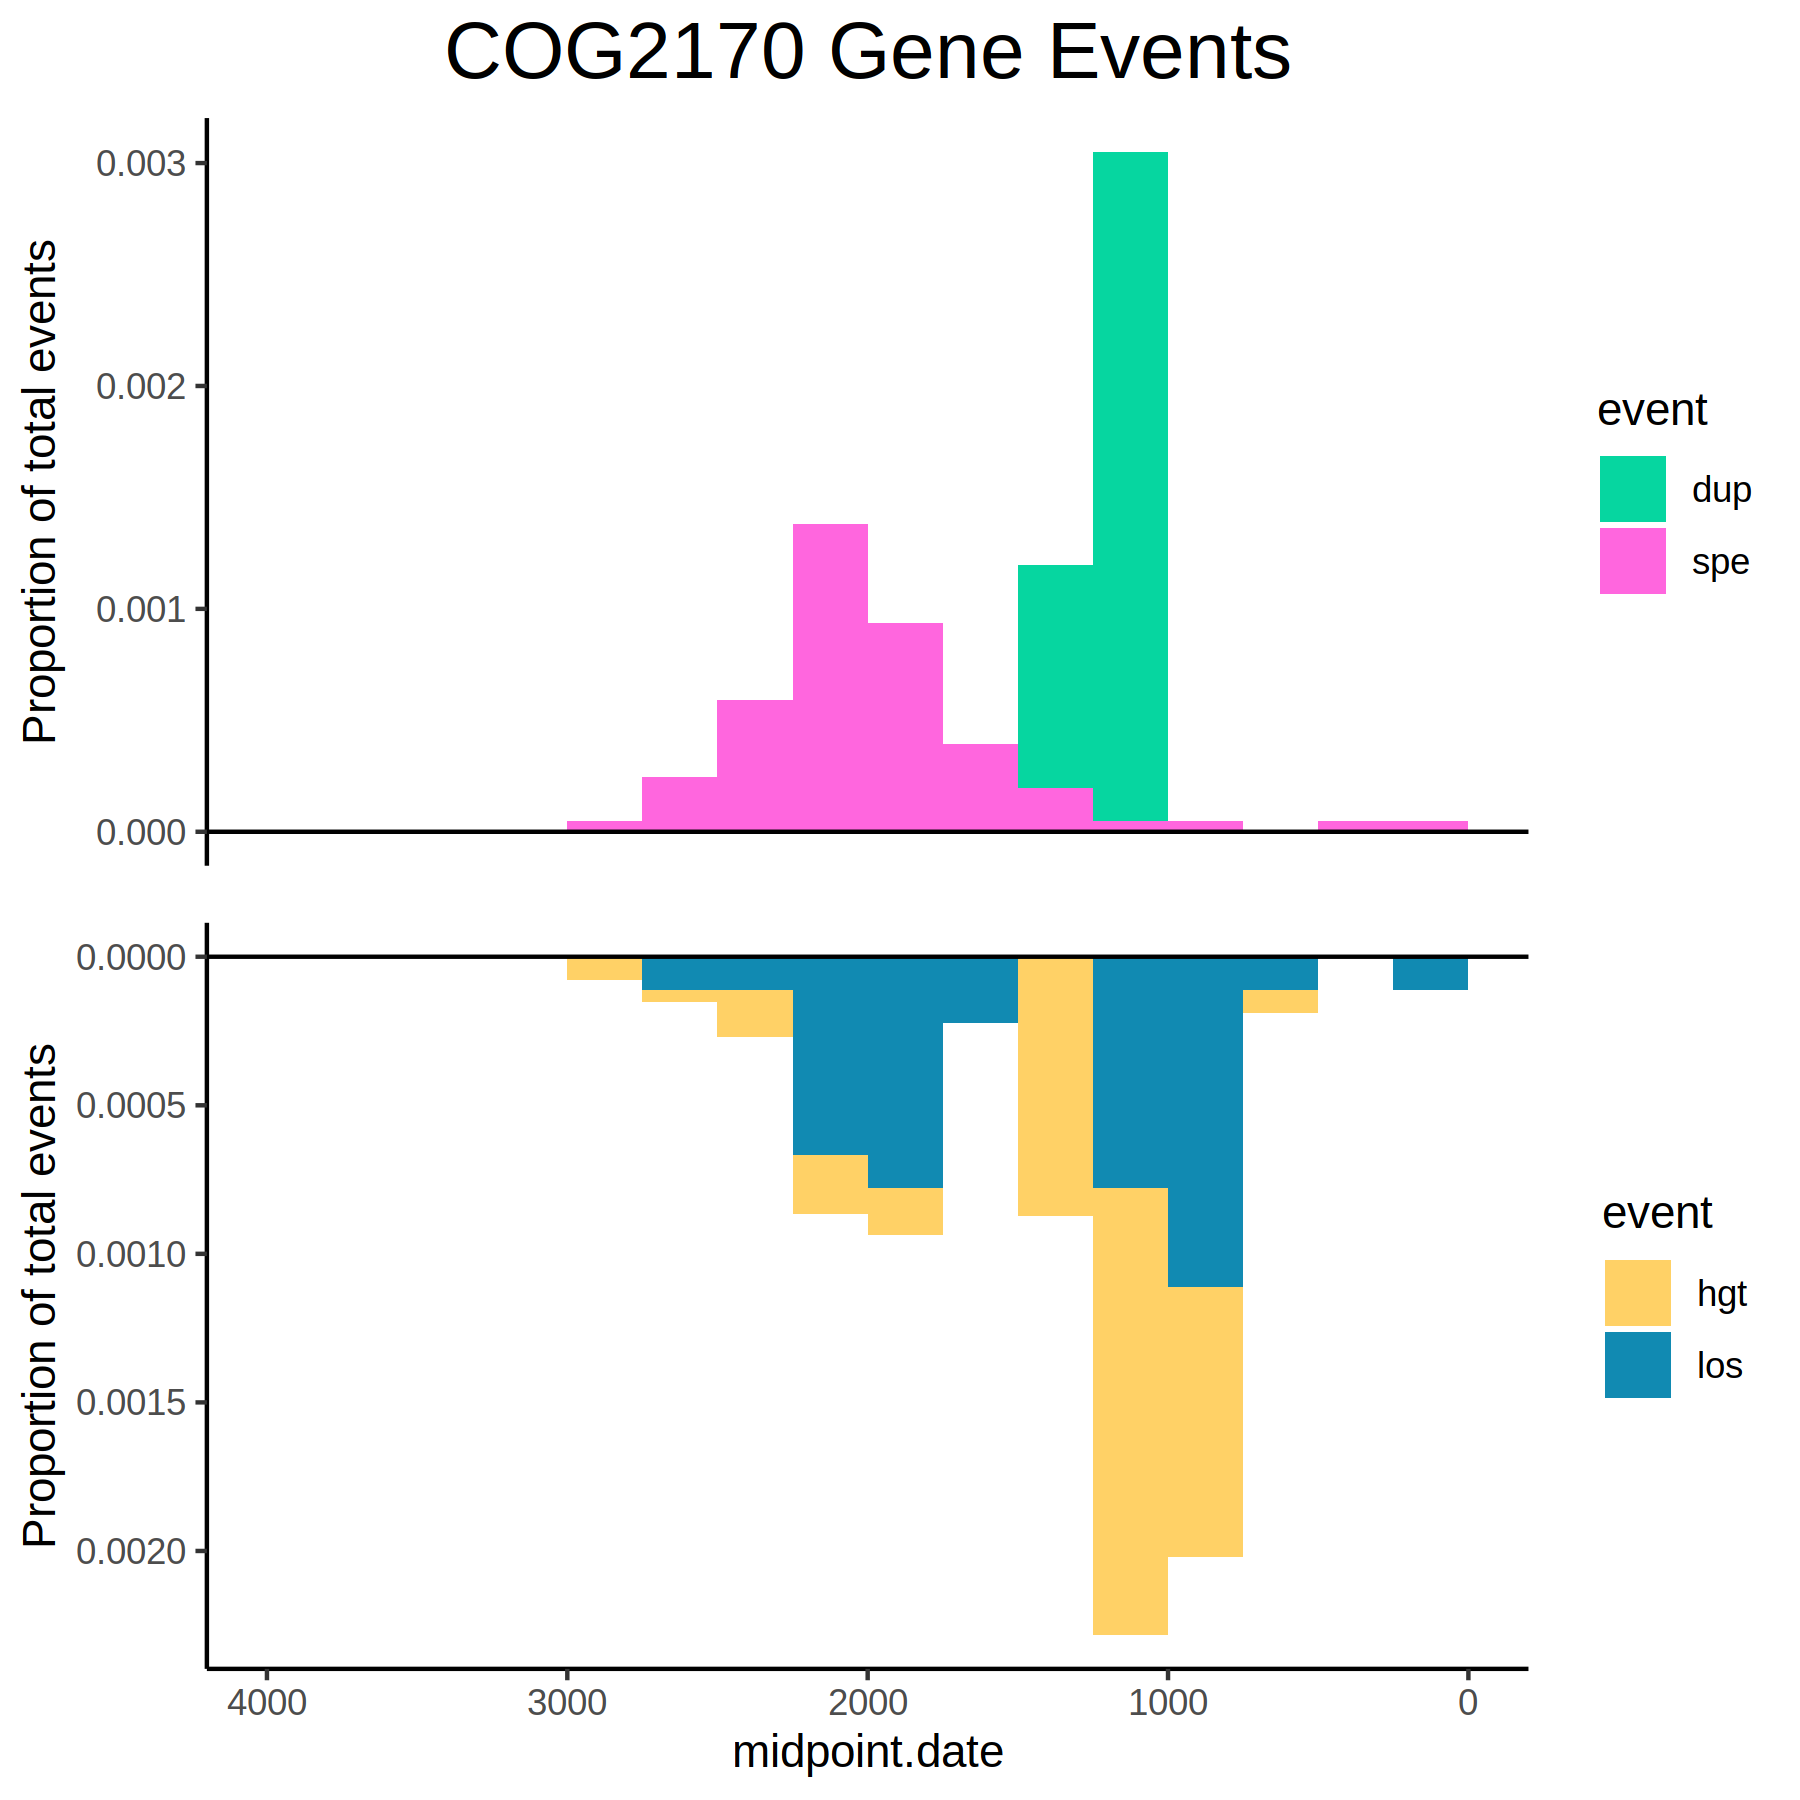 COG2170 Gene Events
Proportion of total events
0.003
0.002
0.001
0.000
event
dup
spe
Proportion of total events
0.0000
0.0005
0.0010
0.0015
0.0020
event
hgt
los
4000 3000 2000 1000 0
midpoint.date